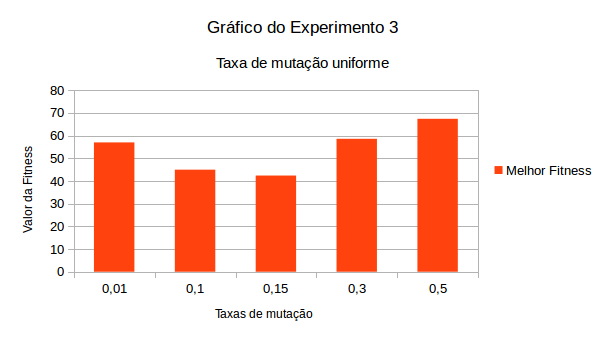 Gráfico do Experimento 3
Taxa de mutação uniforme
Valor da Fitness
80
70
60
50
40
30
20
10
0
0,01 0,1 0,15 0,3 0,5
Taxas de mutação
Melhor Fitness